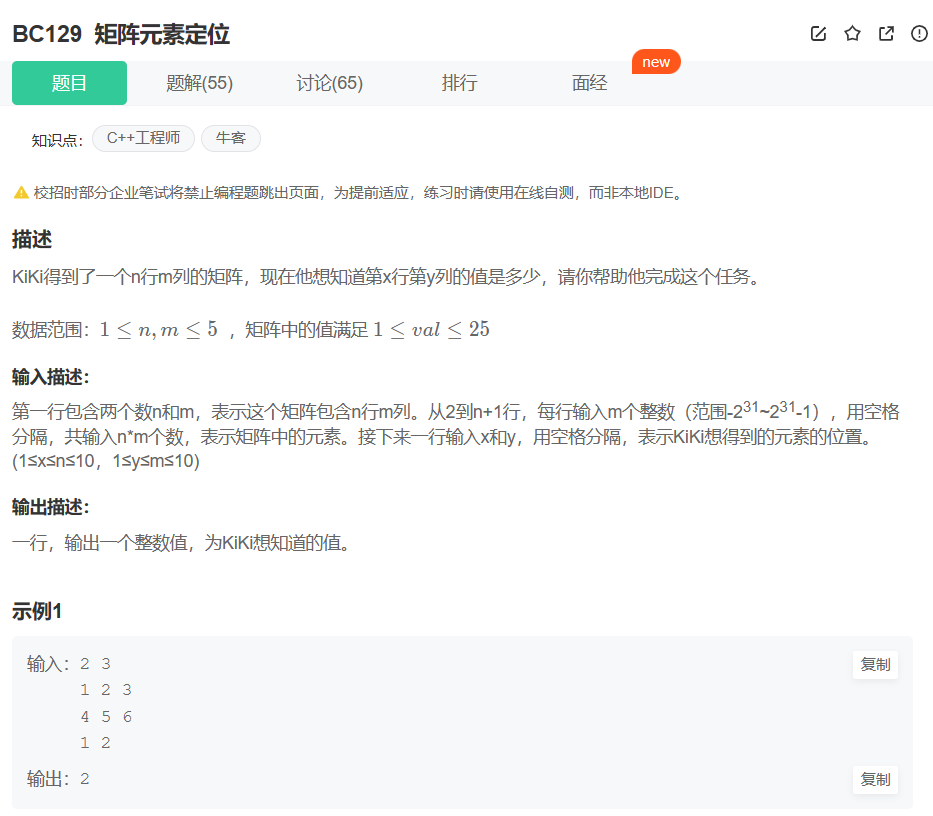 BC129 矩阵元素定位
题目 题解(55) 讨论(65) 排行 面经 new
知识点： C++工程师 牛客
校招时部分企业笔试将禁止编程题跳出页面，为提前适应，练习时请使用在线自测，而非本地IDE。
描述
KiKi得到了一个n行m列的矩阵，现在他想知道第x行第y列的值是多少，请你帮助他完成这个任务。
数据范围：1 ≤ n, m ≤ 5 ，矩阵中的值满足 1 ≤ val ≤ 25
输入描述：
第一行包含两个数n和m，表示这个矩阵包含n行m列。从2到n+1行，每行输入m个整数（范围-2³¹~2³¹-1），用空格
分隔，共输入n*m个数，表示矩阵中的元素。接下来一行输入x和y，用空格分隔，表示KiKi想得到的元素的位置。
(1≤x≤n≤10，1≤y≤m≤10)
输出描述：
一行，输出一个整数值，为KiKi想知道的值。
示例1
输入：2 3 复制
1 2 3
4 5 6
1 2
输出：2 复制